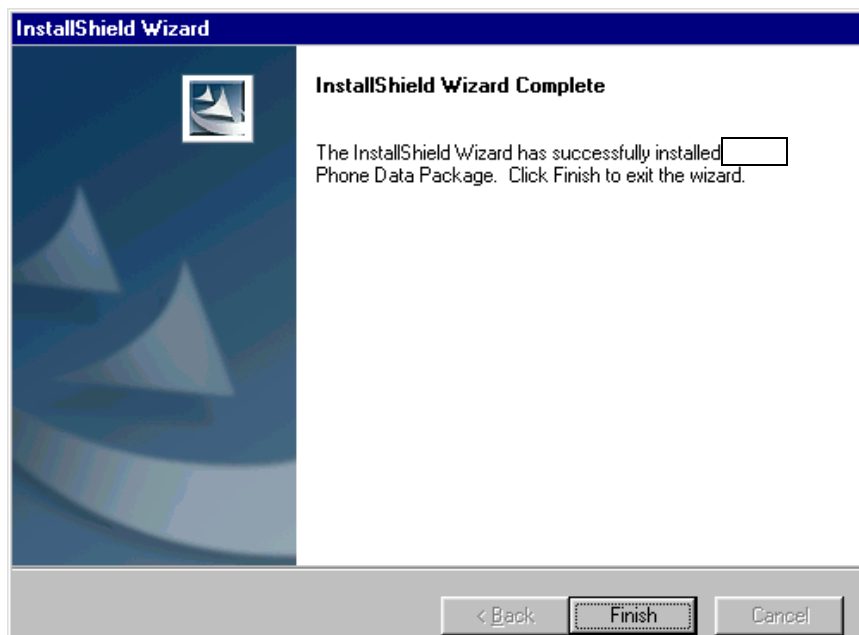 InstallShield Wizard
InstallShield Wizard Complete
The InstallShield Wizard has successfully installed
Phone Data Package.  Click Finish to exit the wizard.
< Back
Finish
Cancel